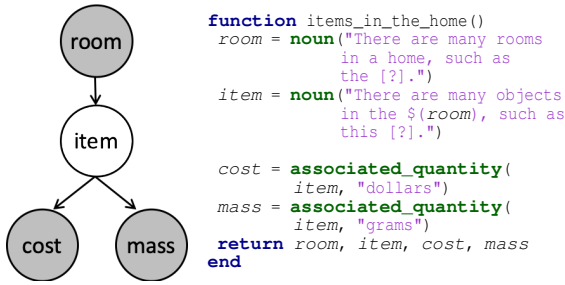 room
item
cost
mass
function items_in_the_home()
room = noun("There are many rooms
in a home, such as
the [?].")
item = noun("There are many objects
in the $(room), such as
this [?].")
cost = associated_quantity(
item, "dollars")
mass = associated_quantity(
item, "grams")
return room, item, cost, mass
end